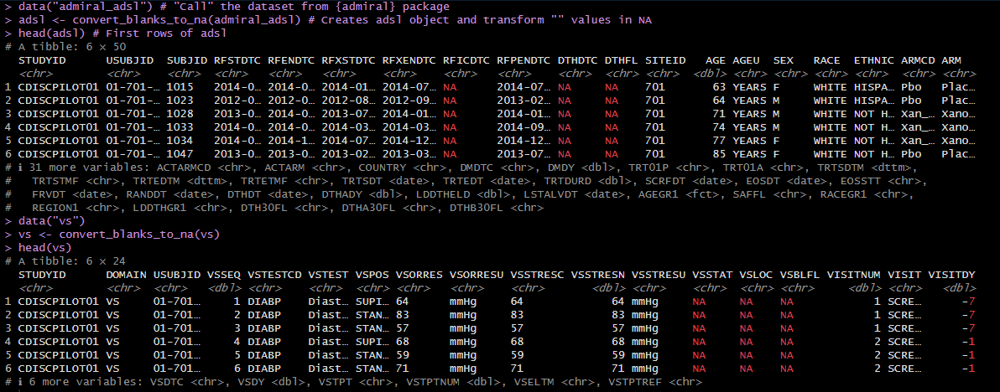 > data("admiral_adsl") # "Call" the dataset from {admiral} package
> adsl <- convert_blanks_to_na(admiral_adsl) # Creates adsl object and transform "" values in NA
> head(adsl) # First rows of adsl
# A tibble: 6 × 50
STUDYID USUBJID SUBJID RFSTDTC RFENDTC RFXSTDTC RFXENDTC RFICDTC RFPENDTC DTHDTC DTHFL SITEID AGE AGEU SEX RACE ETHNIC ARMCD ARM
<chr> <chr> <chr> <chr> <chr> <chr> <chr> <chr> <chr> <chr> <chr> <chr> <dbl> <chr> <chr> <chr> <chr> <chr> <chr>
1 CDISCPILOT01 01-701-… 1015 2014-0… 2014-0… 2014-01… 2014-07… NA 2014-07… NA NA 701 63 YEARS F WHITE HISPA… Pbo Plac…
2 CDISCPILOT01 01-701-… 1023 2012-0… 2012-0… 2012-08… 2012-09… NA 2013-02… NA NA 701 64 YEARS M WHITE HISPA… Pbo Plac…
3 CDISCPILOT01 01-701-… 1028 2013-0… 2014-0… 2013-07… 2014-01… NA 2014-01… NA NA 701 71 YEARS M WHITE NOT H… Xan_… Xano…
4 CDISCPILOT01 01-701-… 1033 2014-0… 2014-0… 2014-03… 2014-03… NA 2014-09… NA NA 701 74 YEARS M WHITE NOT H… Xan_… Xano…
5 CDISCPILOT01 01-701-… 1034 2014-0… 2014-1… 2014-07… 2014-12… NA 2014-12… NA NA 701 77 YEARS F WHITE NOT H… Xan_… Xano…
6 CDISCPILOT01 01-701-… 1047 2013-0… 2013-0… 2013-02… 2013-03… NA 2013-07… NA NA 701 85 YEARS F WHITE NOT H… Pbo Plac…
# ℹ 31 more variables: ACTARMCD <chr>, ACTARM <chr>, COUNTRY <chr>, DMDTC <chr>, DMDY <dbl>, TRT01P <chr>, TRT01A <chr>, TRTSDTM <dttm>,
# TRTSTMF <chr>, TRTEDTM <dttm>, TRTETMF <chr>, TRTSDT <date>, TRTEDT <date>, TRTDURD <dbl>, SCRFDT <date>, EOSDT <date>, EOSSTT <chr>,
# FRVDT <date>, RANDDT <date>, DTHDT <date>, DTHADY <dbl>, LDDTHELD <dbl>, LSTALVDT <date>, AGEGR1 <fct>, SAFFL <chr>, RACEGR1 <chr>,
# REGION1 <chr>, LDDTHGR1 <chr>, DTH30FL <chr>, DTHA30FL <chr>, DTHB30FL <chr>
> data("vs")
> vs <- convert_blanks_to_na(vs)
> head(vs)
# A tibble: 6 × 24
STUDYID DOMAIN USUBJID VSSEQ VSTESTCD VSTEST VSPOS VSORRES VSORRESU VSSTRESC VSSTRESN VSSTRESU VSSTAT VSLOC VSBLFL VISITNUM VISIT VISITDY
<chr> <chr> <chr> <dbl> <chr> <chr> <chr> <chr> <chr> <chr> <dbl> <chr> <chr> <chr> <chr> <dbl> <chr> <dbl>
1 CDISCPILOT01 VS 01-701… 1 DIABP Diast… SUPI… 64 mmHg 64 64 mmHg NA NA NA 1 SCRE… -7
2 CDISCPILOT01 VS 01-701… 2 DIABP Diast… STAN… 83 mmHg 83 83 mmHg NA NA NA 1 SCRE… -7
3 CDISCPILOT01 VS 01-701… 3 DIABP Diast… STAN… 57 mmHg 57 57 mmHg NA NA NA 1 SCRE… -7
4 CDISCPILOT01 VS 01-701… 4 DIABP Diast… SUPI… 68 mmHg 68 68 mmHg NA NA NA 2 SCRE… -1
5 CDISCPILOT01 VS 01-701… 5 DIABP Diast… STAN… 59 mmHg 59 59 mmHg NA NA NA 2 SCRE… -1
6 CDISCPILOT01 VS 01-701… 6 DIABP Diast… STAN… 71 mmHg 71 71 mmHg NA NA NA 2 SCRE… -1
# ℹ 6 more variables: VSDTC <chr>, VSDY <dbl>, VSTPT <chr>, VSTPTNUM <dbl>, VSELTM <chr>, VSTPTREF <chr>